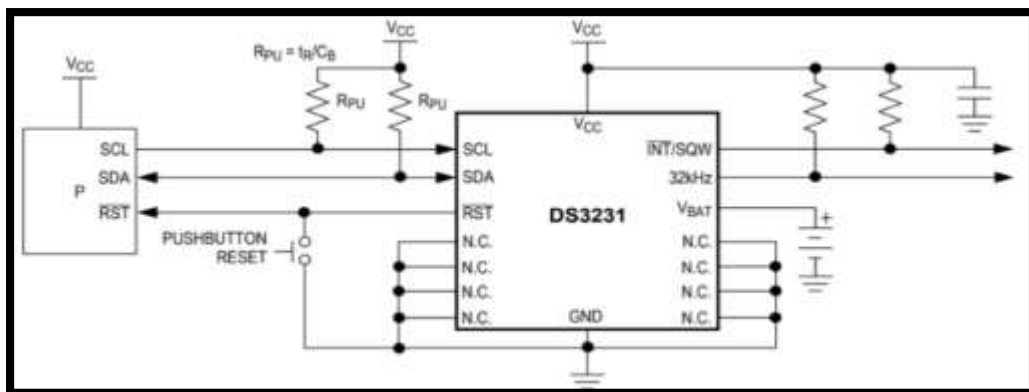 VCC
RPU = tR/CB
VCC
VCC
RPU
RPU
SCL
SDA
P
RST
PUSHBUTTON
RESET
VCC
SCL
SDA
RST
N.C.
N.C.
N.C.
N.C.
DS3231
GND
INT/SQW
32kHz
VBAT
N.C.
N.C.
N.C.
N.C.
+